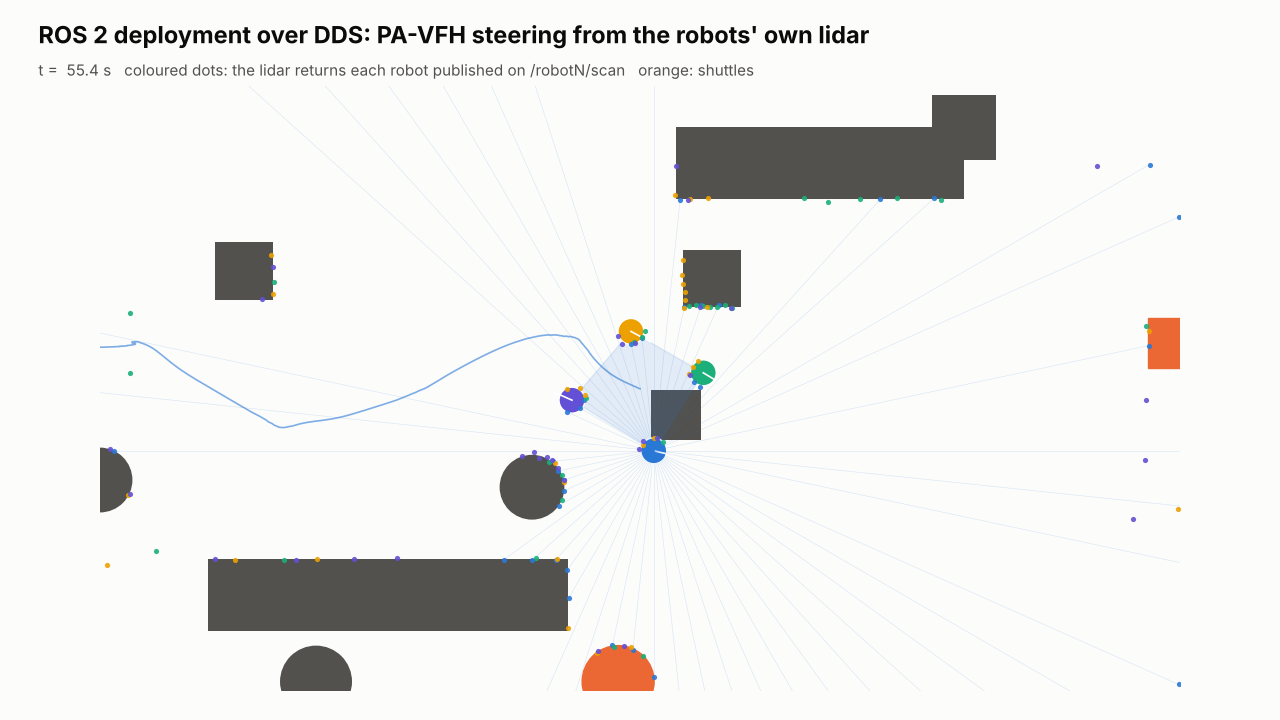 ROS 2 deployment over DDS: PA-VFH steering from the robots' own lidar
t = 55.4 s coloured dots: the lidar returns each robot published on /robotN/scan orange: shuttles